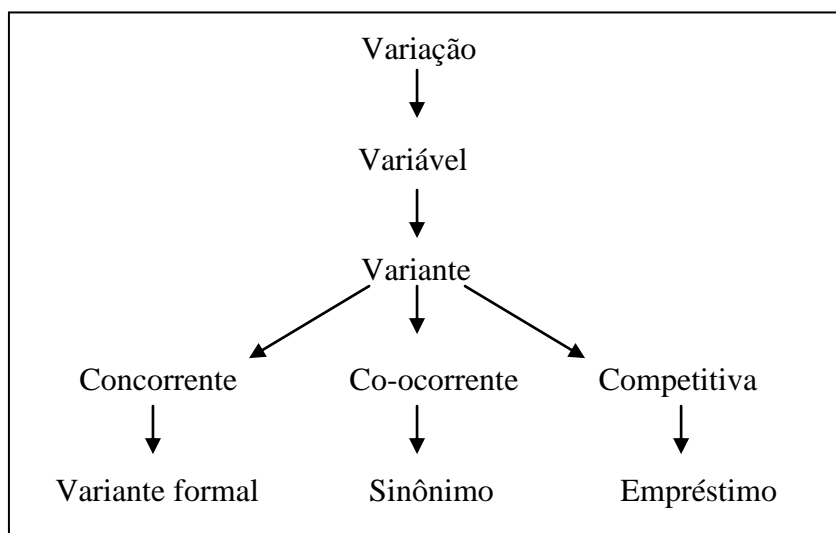 Variação
Variável
Variante
Concorrente Co-ocorrente Competitiva
Variante formal Sinônimo Empréstimo